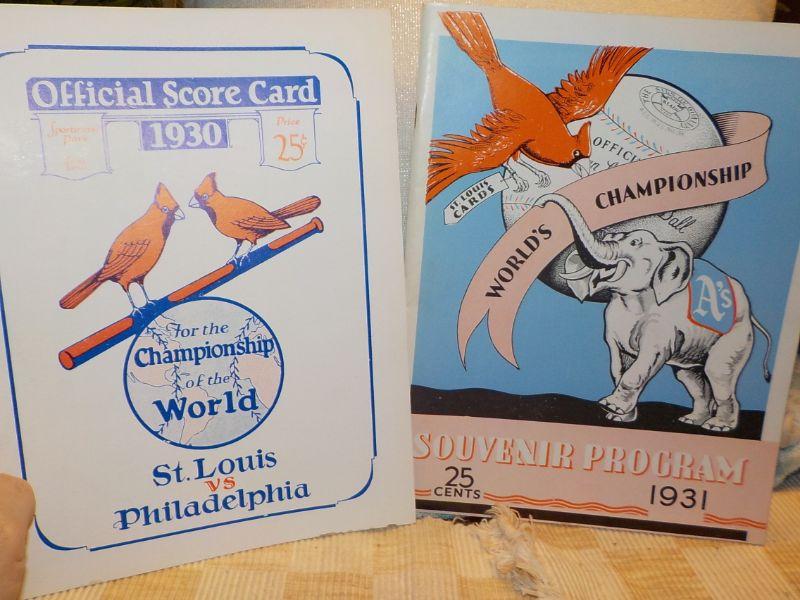 Official Score Card
1930
Sportsman's
Park
Price
25¢
For the
Championship
of the
World
St. Louis
vs
Philadelphia
ST. LOUIS
CARDS
OFFICIAL
Ball
WORLD'S CHAMPIONSHIP
A's
SOUVENIR PROGRAM
25
CENTS
1931